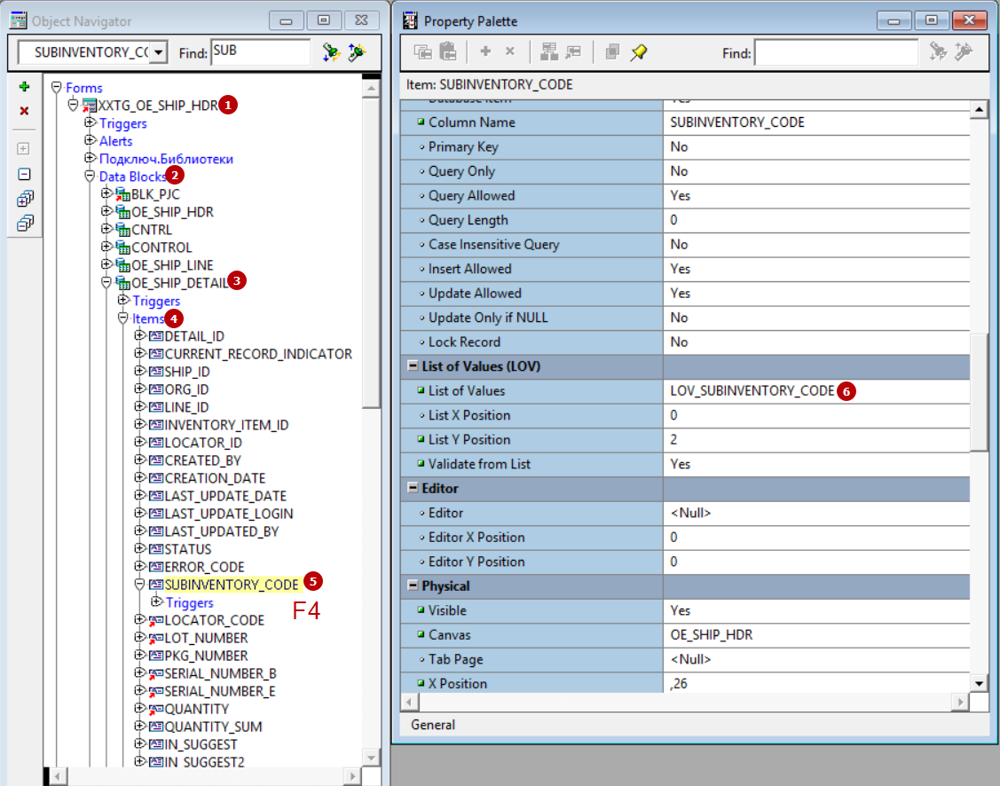 Object Navigator
SUBINVENTORY_CC Find: SUB
Forms
XXTG_OE_SHIP_HDR 1
Triggers
Alerts
Подключ.Библиотеки
Data Blocks 2
BLK_PJC
OE_SHIP_HDR
CNTRL
CONTROL
OE_SHIP_LINE
OE_SHIP_DETAIL 3
Triggers
Items 4
DETAIL_ID
CURRENT_RECORD_INDICATOR
SHIP_ID
ORG_ID
LINE_ID
INVENTORY_ITEM_ID
LOCATOR_ID
CREATED_BY
CREATION_DATE
LAST_UPDATE_DATE
LAST_UPDATE_LOGIN
LAST_UPDATED_BY
STATUS
ERROR_CODE
SUBINVENTORY_CODE 5
Triggers
F4
LOCATOR_CODE
LOT_NUMBER
PKG_NUMBER
SERIAL_NUMBER_B
SERIAL_NUMBER_E
QUANTITY
QUANTITY_SUM
IN_SUGGEST
IN_SUGGEST2
Property Palette
Find:
Item: SUBINVENTORY_CODE
Database Item Yes
Column Name SUBINVENTORY_CODE
Primary Key No
Query Only No
Query Allowed Yes
Query Length 0
Case Insensitive Query No
Insert Allowed Yes
Update Allowed Yes
Update Only if NULL No
Lock Record No
List of Values (LOV)
List of Values LOV_SUBINVENTORY_CODE 6
List X Position 0
List Y Position 2
Validate from List Yes
Editor
Editor <Null>
Editor X Position 0
Editor Y Position 0
Physical
Visible Yes
Canvas OE_SHIP_HDR
Tab Page <Null>
X Position ,26
General